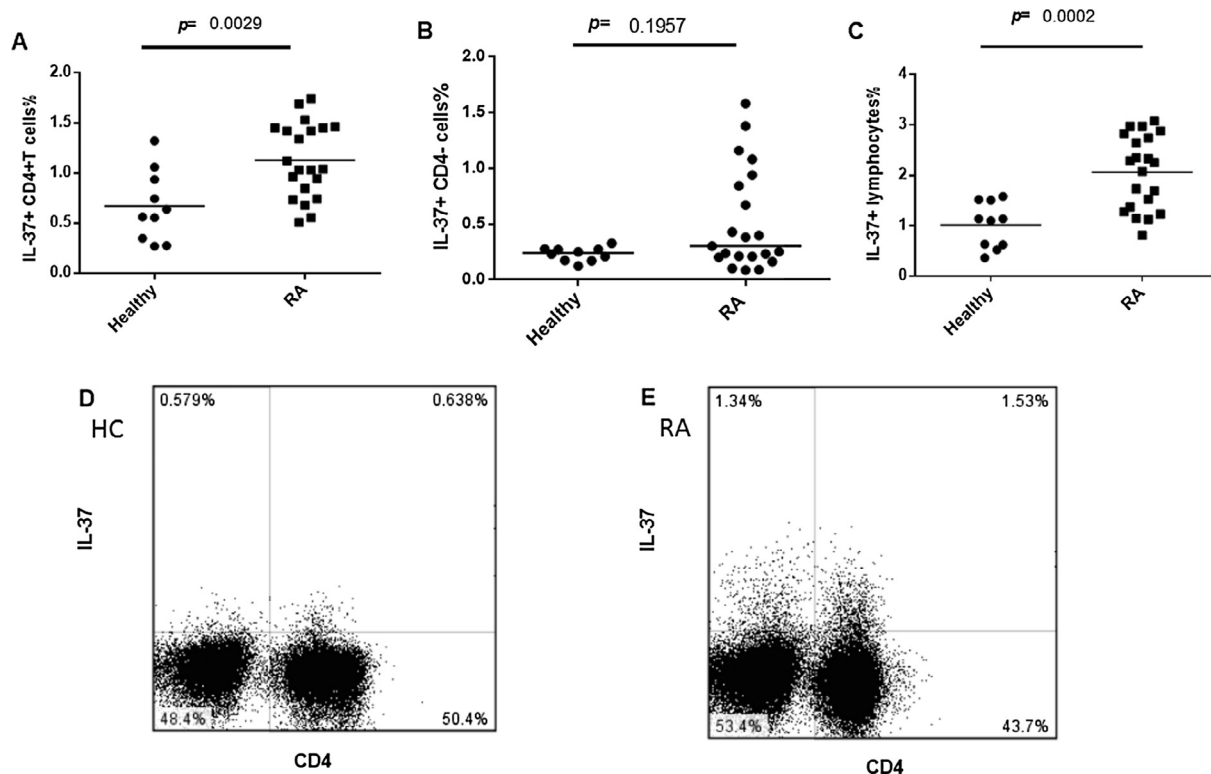 A
p= 0.0029
IL-37+ CD4+T cells%
2.0
1.5
1.0
0.5
0.0
Healthy
RA
B
p= 0.1957
IL-37+ CD4- cells%
2.0
1.5
1.0
0.5
0.0
Healthy
RA
C
p= 0.0002
IL-37+ lymphocytes%
4
3
2
1
0
Healthy
RA
D
HC
0.579%
0.638%
IL-37
48.4%
50.4%
CD4
E
RA
1.34%
1.53%
IL-37
53.4%
43.7%
CD4